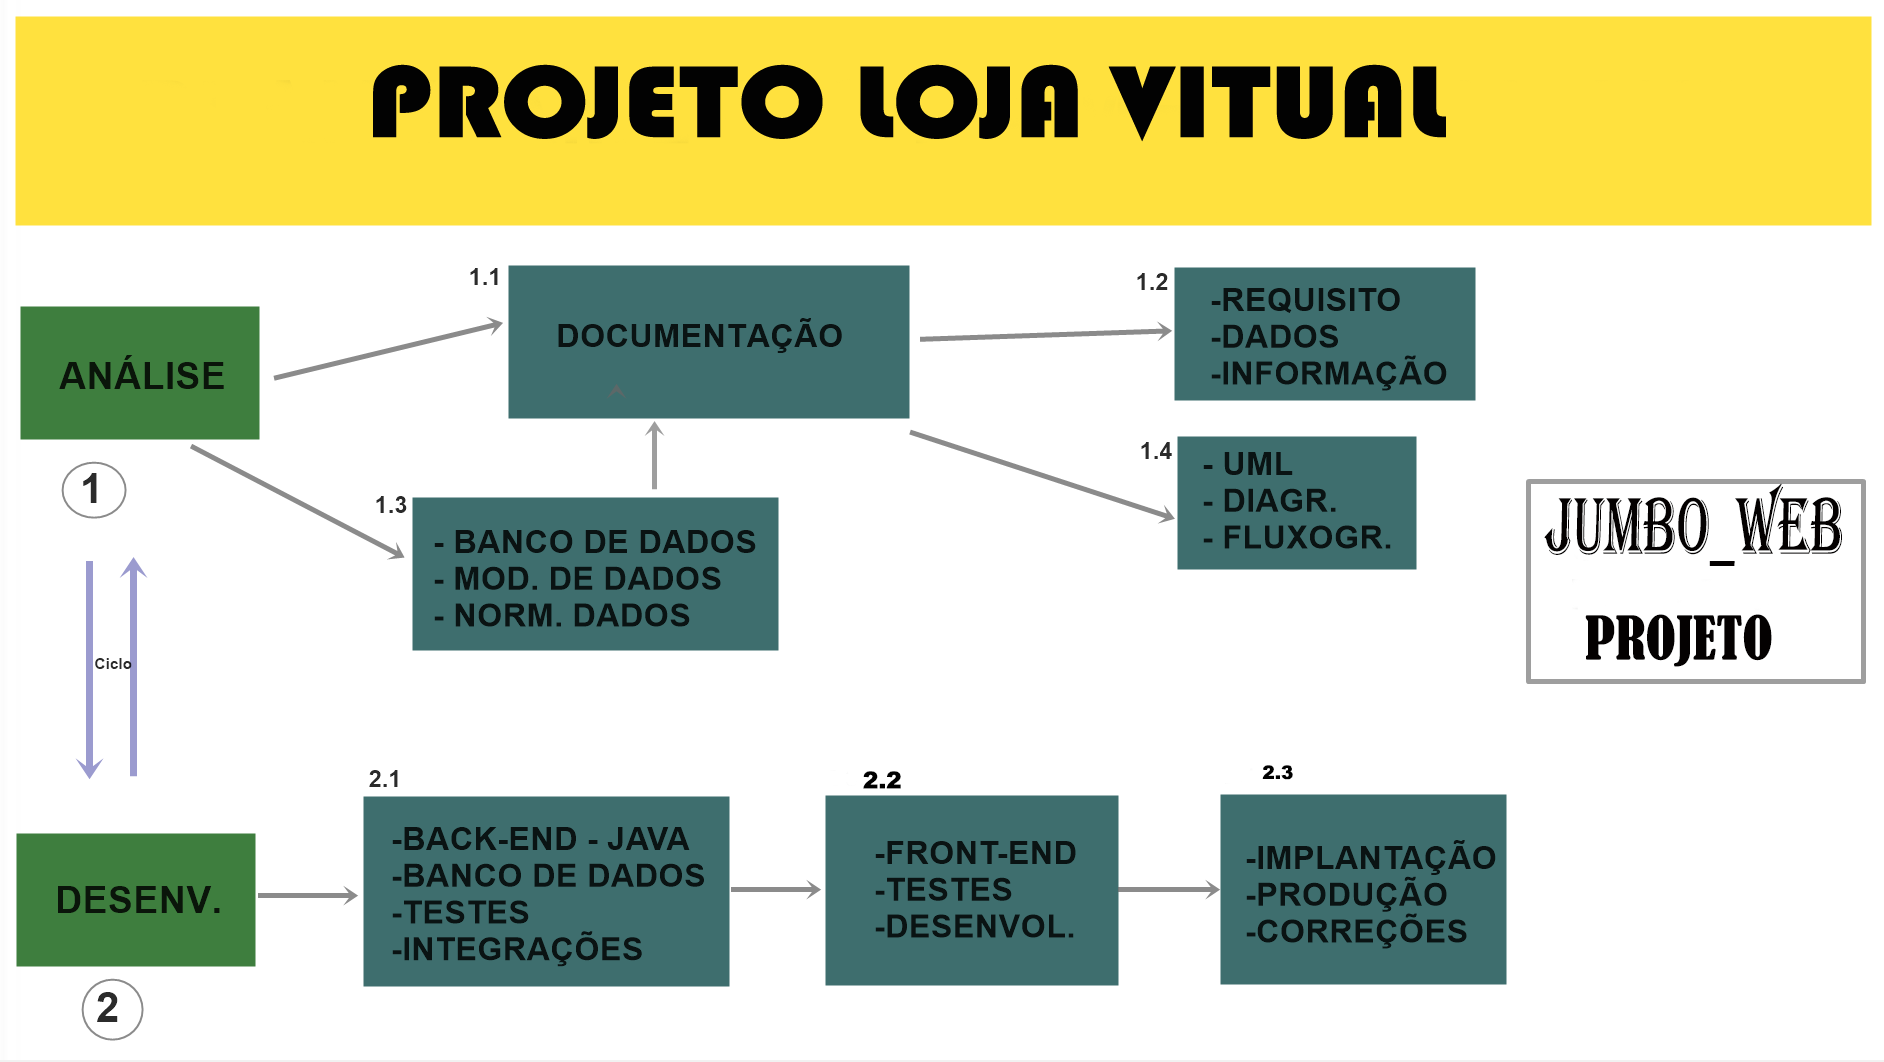 PROJETO LOJA VITUAL
1.1
DOCUMENTAÇÃO
1.2
-REQUISITO
-DADOS
-INFORMAÇÃO
ANÁLISE
1
1.3
- BANCO DE DADOS
- MOD. DE DADOS
- NORM. DADOS
1.4
- UML
- DIAGR.
- FLUXOGR.
JUMBO_WEB
PROJETO
Ciclo
DESENV.
2
2.1
-BACK-END - JAVA
-BANCO DE DADOS
-TESTES
-INTEGRAÇÕES
2.2
-FRONT-END
-TESTES
-DESENVOL.
2.3
-IMPLANTAÇÃO
-PRODUÇÃO
-CORREÇÕES